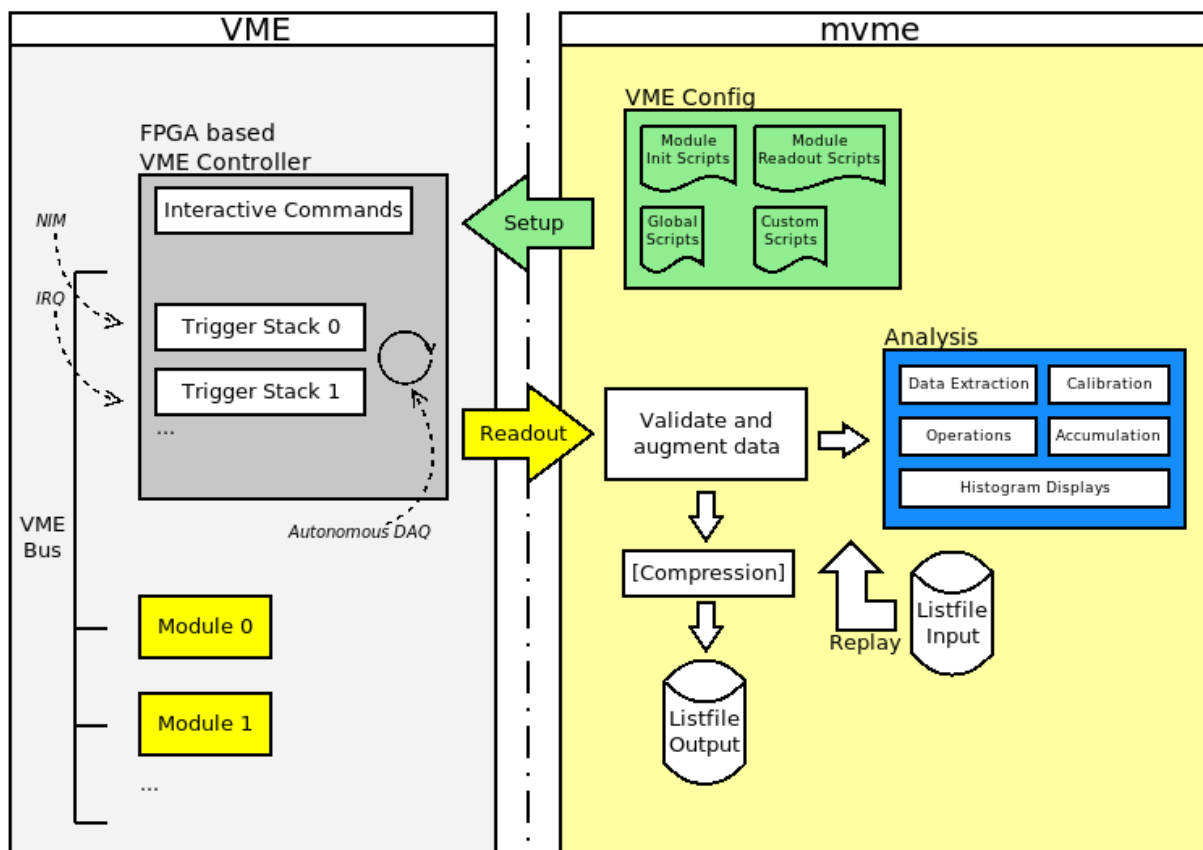 VME
mvme
FPGA based
VME Controller
Interactive Commands
NIM
IRQ
Trigger Stack 0
Trigger Stack 1
...
Autonomous DAQ
VME
Bus
Module 0
Module 1
...
Setup
Readout
VME Config
Module
Init Scripts
Module
Readout Scripts
Global
Scripts
Custom
Scripts
Validate and
augment data
[Compression]
Listfile
Output
Analysis
Data Extraction
Calibration
Operations
Accumulation
Histogram Displays
Replay
Listfile
Input